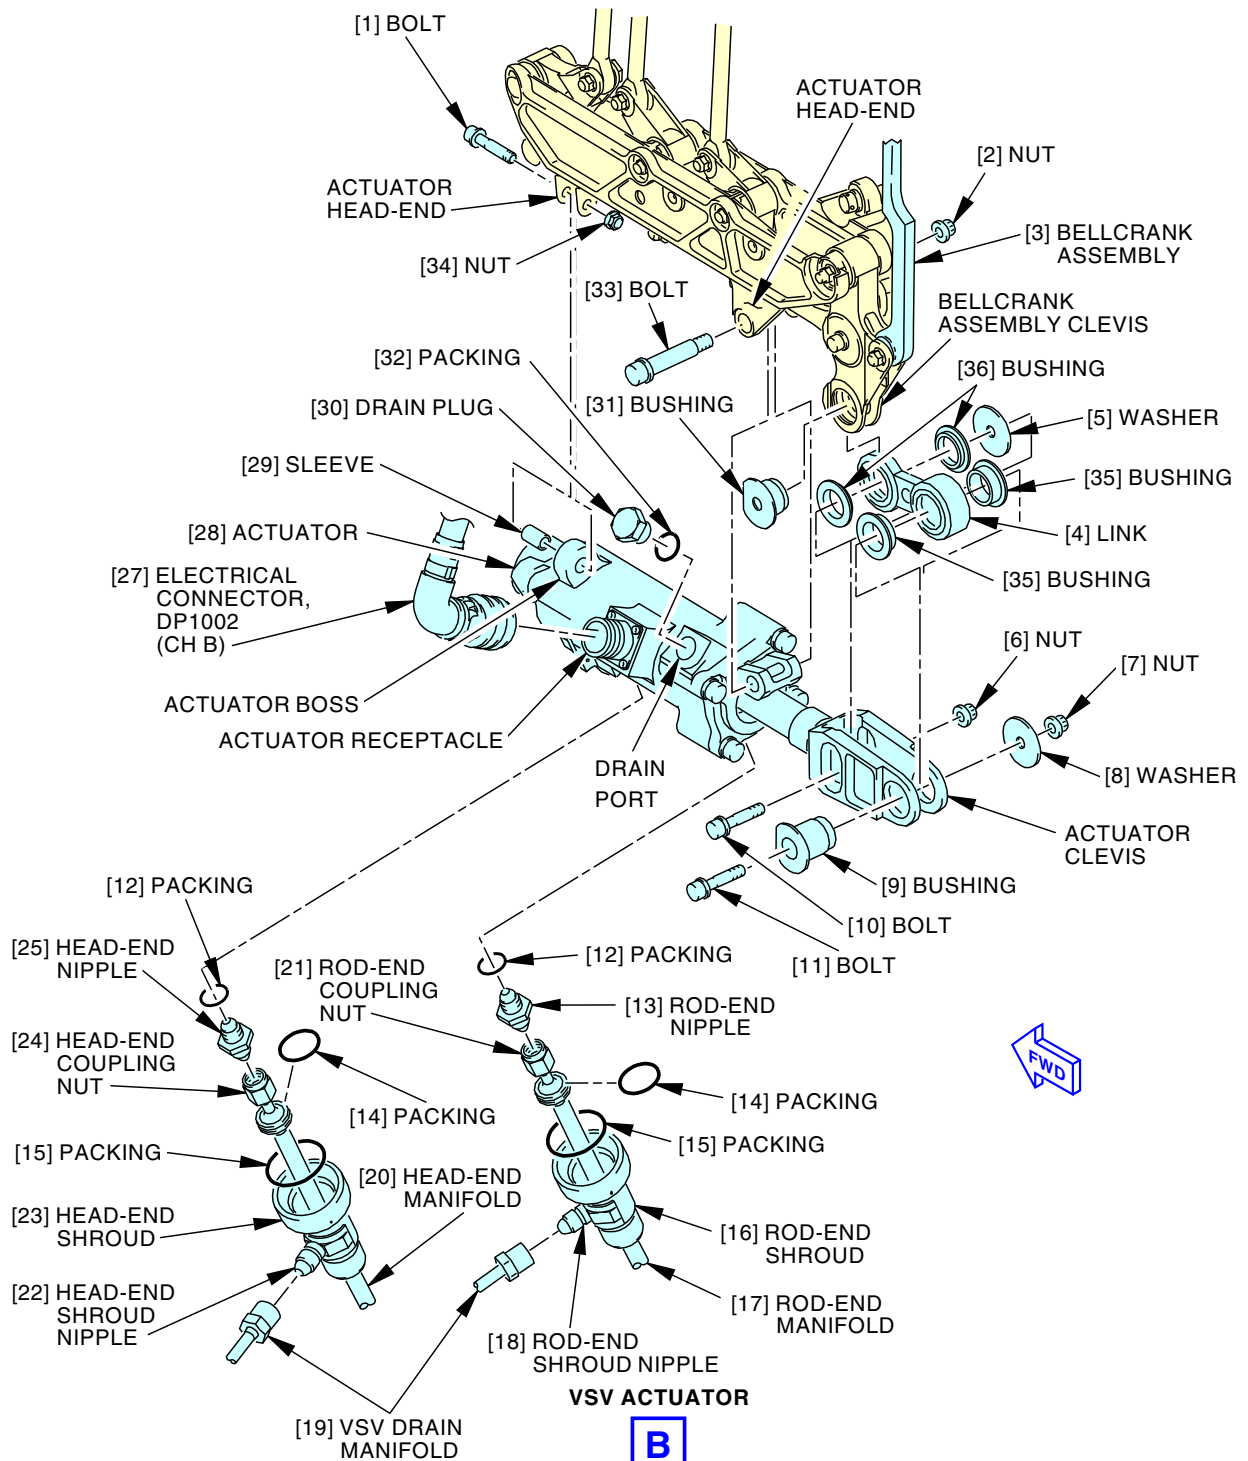 [1] BOLT
ACTUATOR
HEAD-END
[2] NUT
ACTUATOR
HEAD-END
[3] BELLCRANK
ASSEMBLY
[34] NUT
[33] BOLT
BELLCRANK
ASSEMBLY CLEVIS
[32] PACKING
[36] BUSHING
[30] DRAIN PLUG
[31] BUSHING
[5] WASHER
[29] SLEEVE
[35] BUSHING
[28] ACTUATOR
[4] LINK
[27] ELECTRICAL
CONNECTOR,
DP1002
(CH B)
[35] BUSHING
[6] NUT
[7] NUT
ACTUATOR BOSS
ACTUATOR RECEPTACLE
DRAIN
PORT
[8] WASHER
ACTUATOR
CLEVIS
[12] PACKING
[9] BUSHING
[10] BOLT
[25] HEAD-END
NIPPLE
[21] ROD-END
COUPLING
NUT
[12] PACKING
[11] BOLT
[13] ROD-END
NIPPLE
[24] HEAD-END
COUPLING
NUT
FWD
[14] PACKING
[14] PACKING
[15] PACKING
[15] PACKING
[20] HEAD-END
MANIFOLD
[23] HEAD-END
SHROUD
[16] ROD-END
SHROUD
[22] HEAD-END
SHROUD
NIPPLE
[17] ROD-END
MANIFOLD
[18] ROD-END
SHROUD NIPPLE
VSV ACTUATOR
[19] VSV DRAIN
MANIFOLD
B